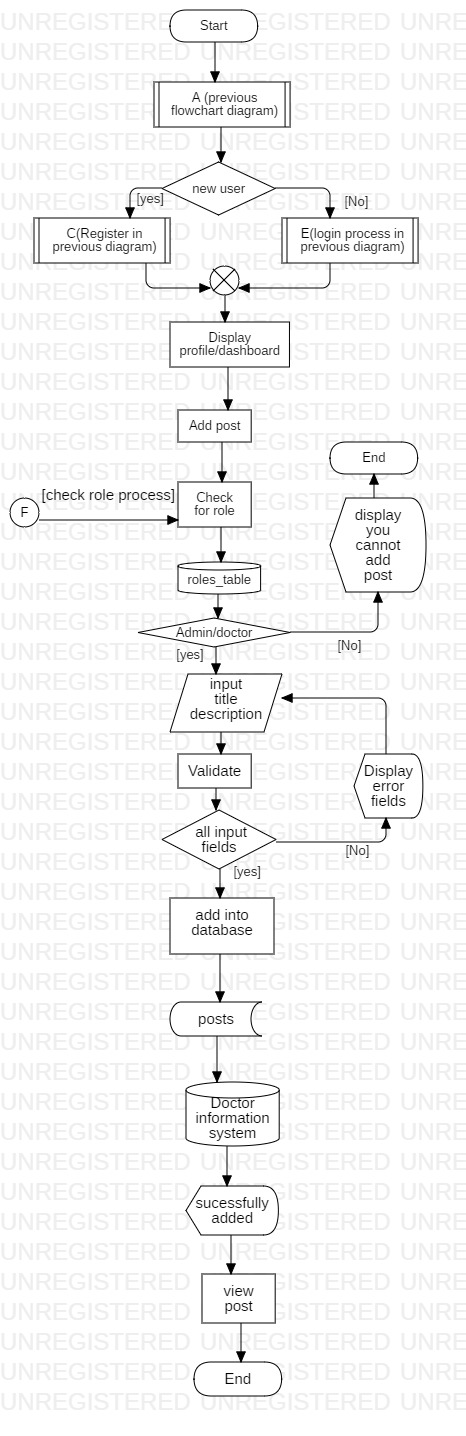 Start
A (previous
flowchart diagram)
new user
[yes]
[No]
C(Register in
previous diagram)
E(login process in
previous diagram)
Display
profile/dashboard
Add post
End
[check role process]
F
Check
for role
display
you
cannot
add
post
roles_table
Admin/doctor
[No]
[yes]
input
title
description
Validate
Display
error
fields
all input
fields
[No]
[yes]
add into
database
posts
Doctor
information
system
sucessfully
added
view
post
End
UNREGISTERED